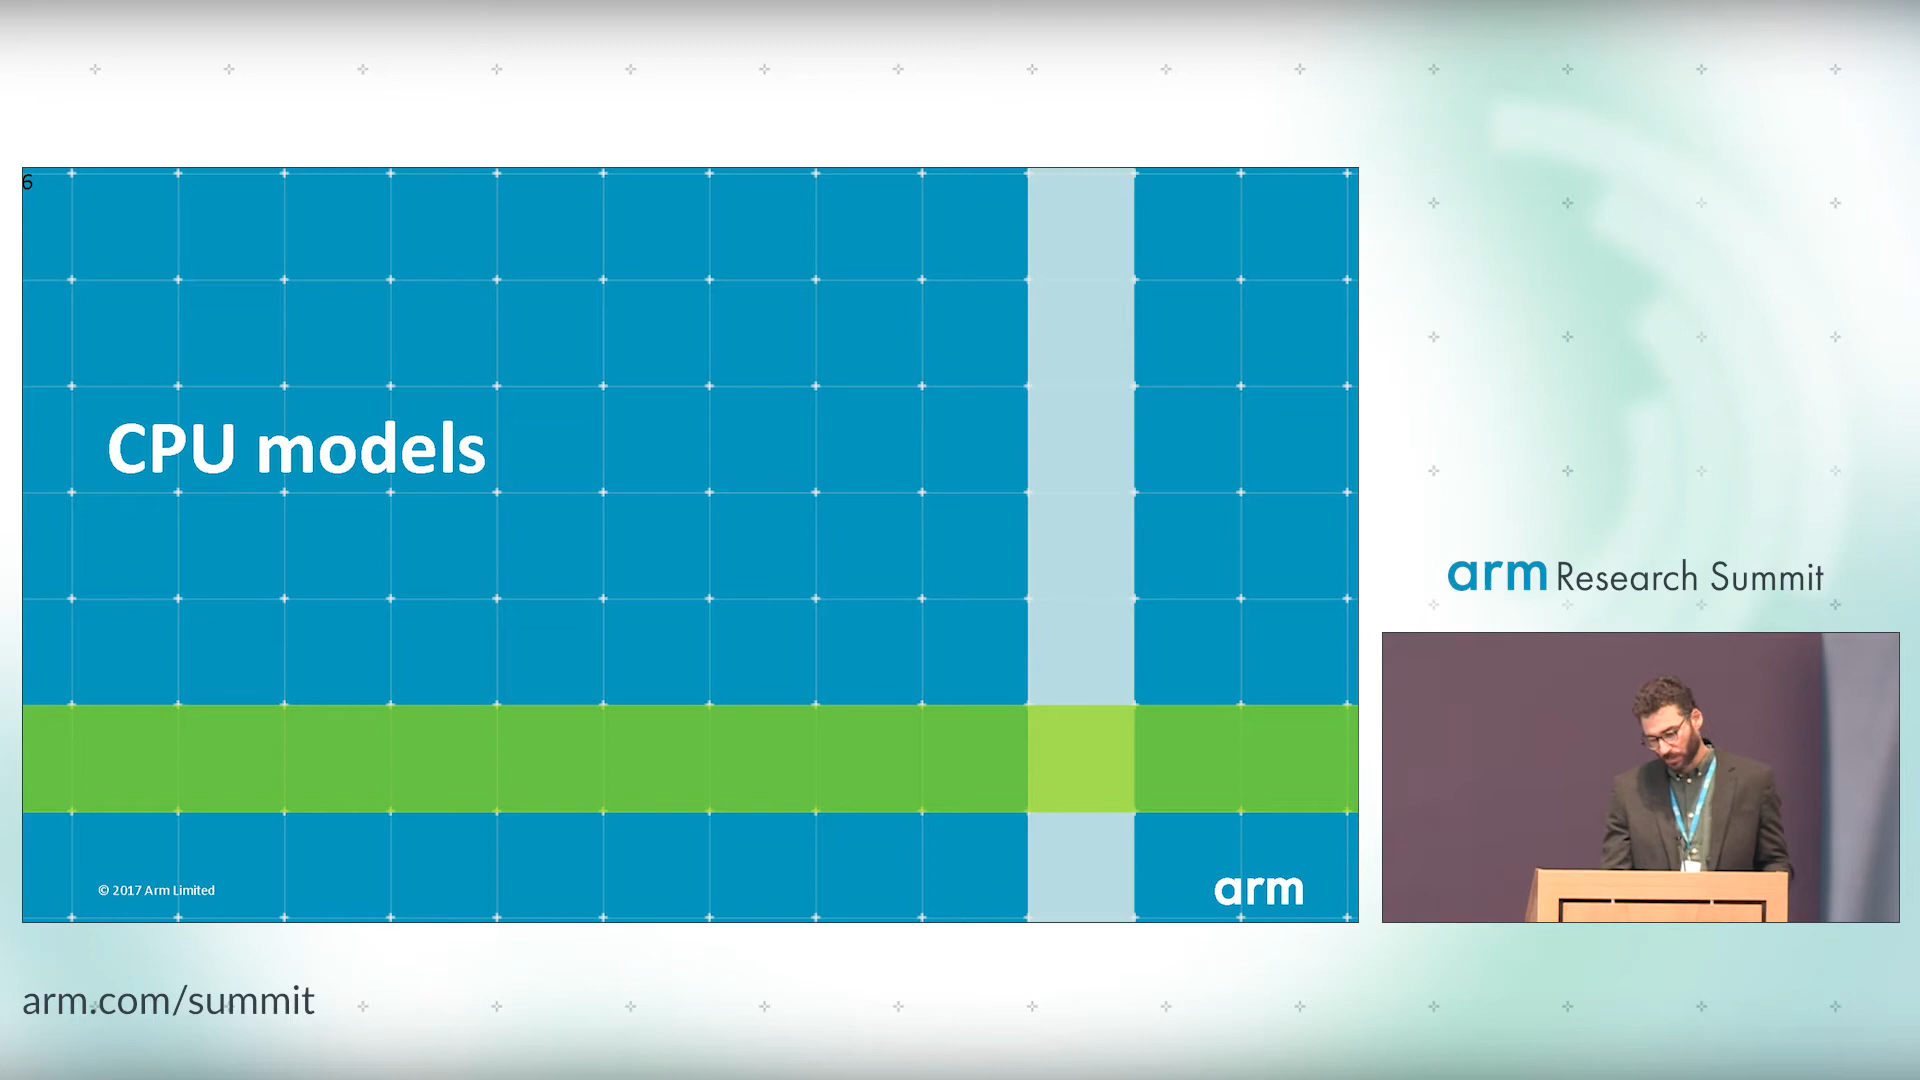 6
CPU models
© 2017 Arm Limited
arm
arm Research Summit
arm.com/summit